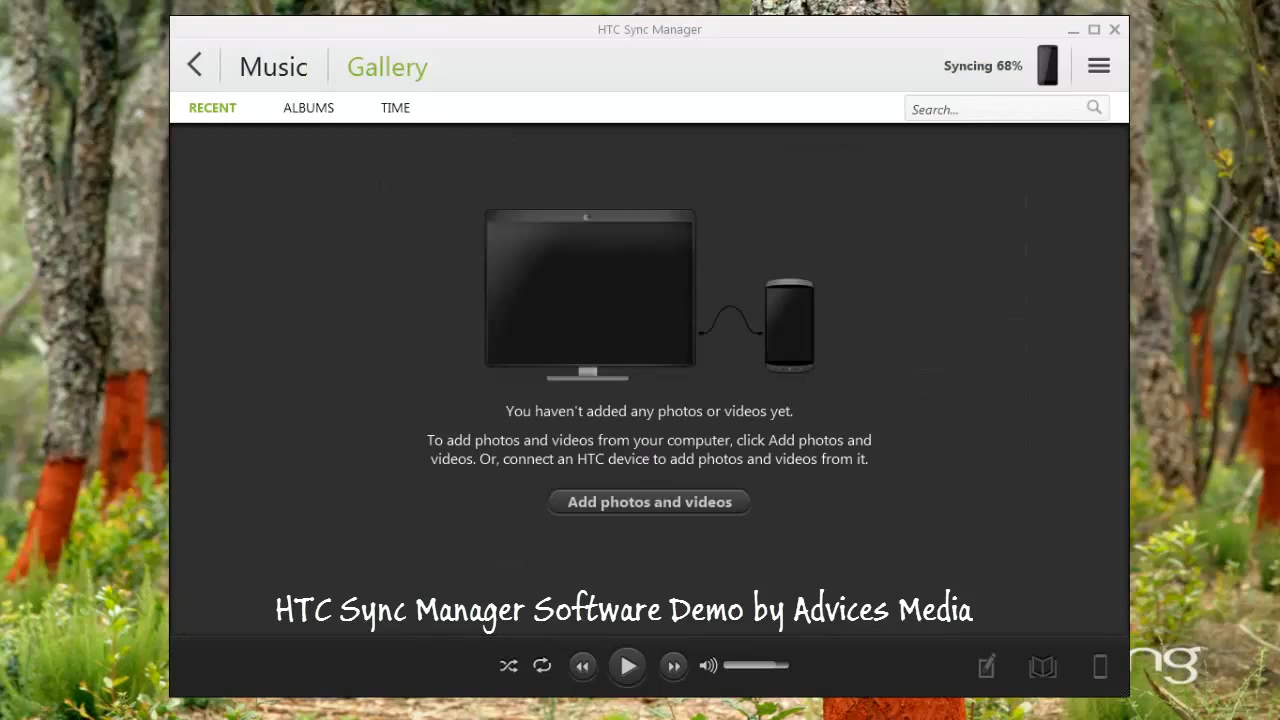 HTC Sync Manager
Music
Gallery
Syncing 68%
RECENT
ALBUMS
TIME
Search...
You haven't added any photos or videos yet.
To add photos and videos from your computer, click Add photos and
videos. Or, connect an HTC device to add photos and videos from it.
Add photos and videos
HTC Sync Manager Software Demo by Advices Media
ng